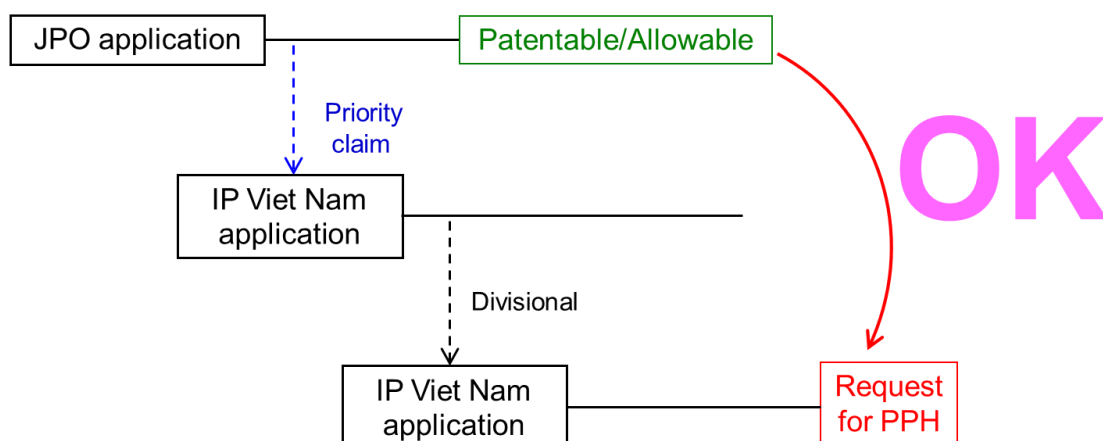 JPO application
Patentable/Allowable
Priority
claim
OK
IP Viet Nam
application
Divisional
IP Viet Nam
application
Request
for PPH